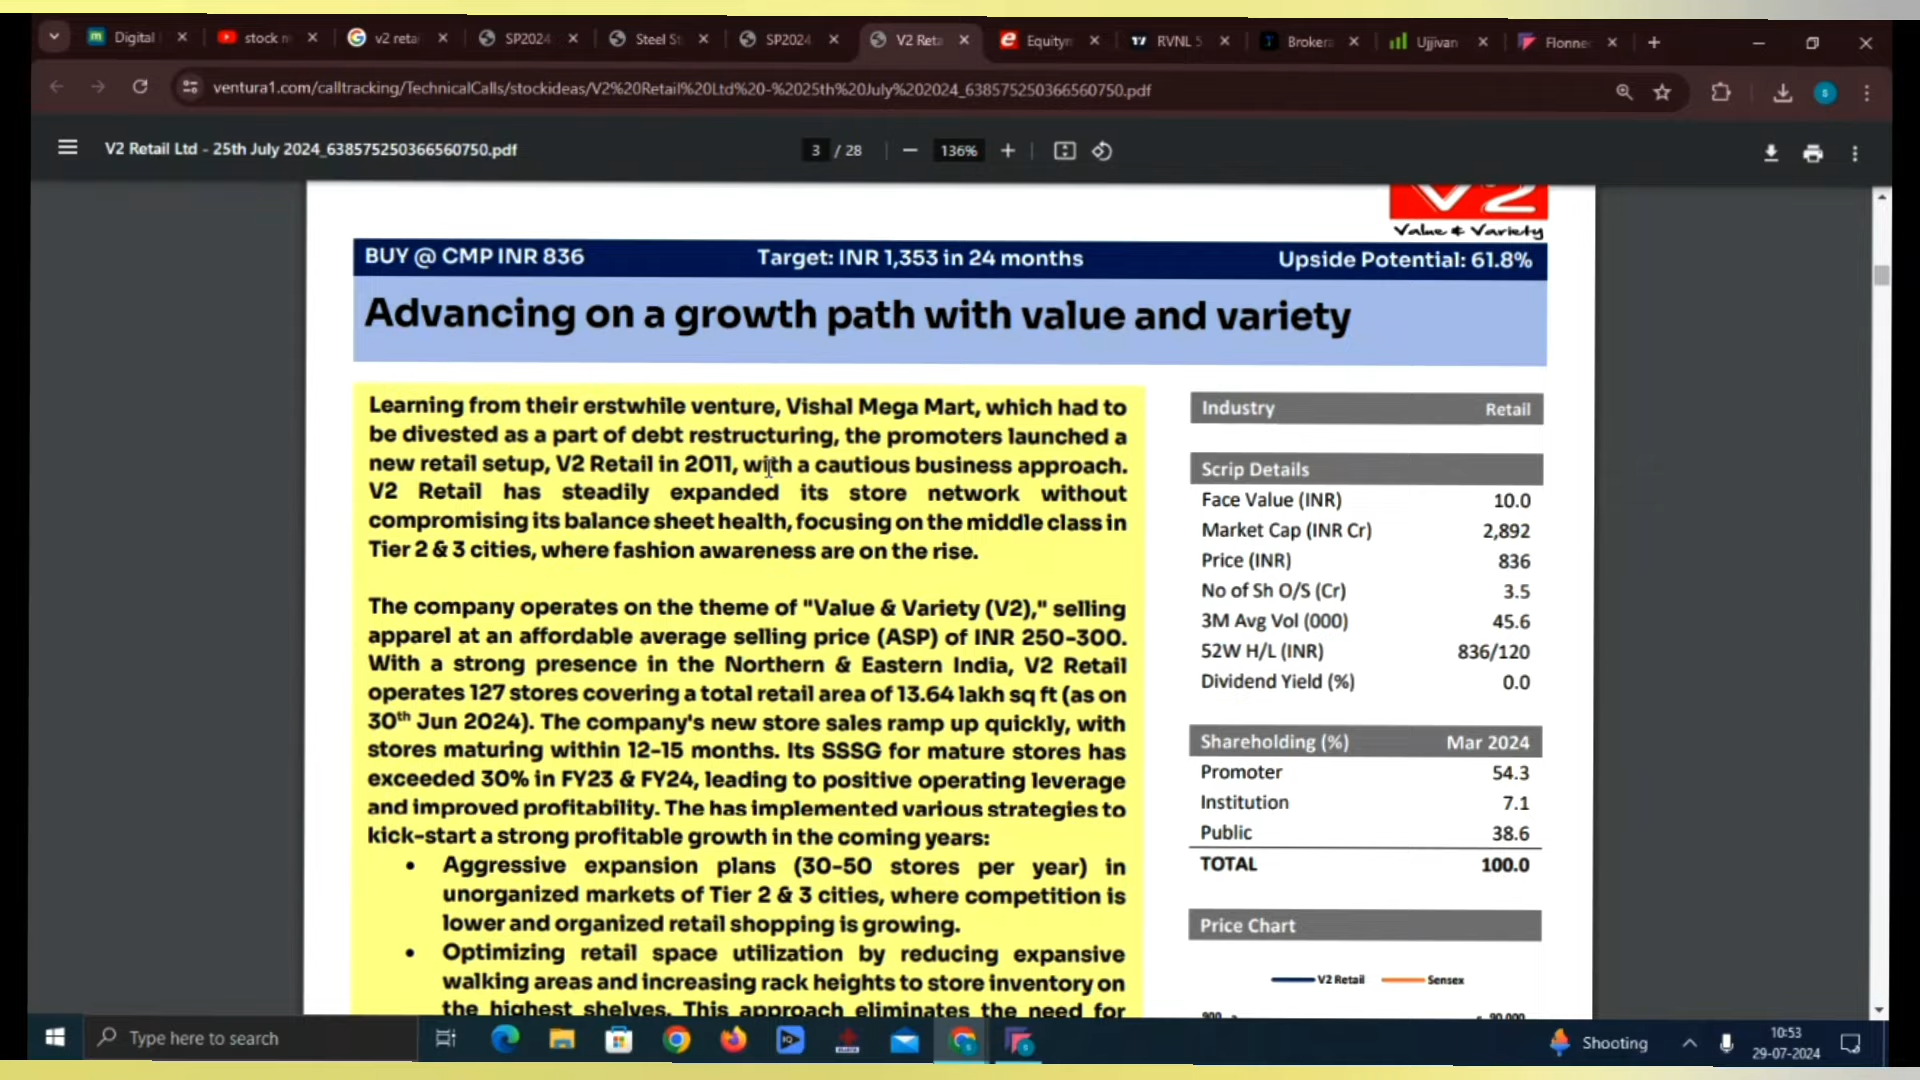 Digital
stock m
v2 reta
SP2024
Steel St
SP2024
V2 Reta
Equitym
RVNL S
Brokera
Ujjivan
Flonne
ventura1.com/calltracking/TechnicalCalls/stockideas/V2%20Retail%20Ltd%20-%2025th%20July%202024_638575250366560750.pdf
V2 Retail Ltd - 25th July 2024_638575250366560750.pdf
3 / 28
136%
V2
Value & Variety
BUY @ CMP INR 836
Target: INR 1,353 in 24 months
Upside Potential: 61.8%
Advancing on a growth path with value and variety
Learning from their erstwhile venture, Vishal Mega Mart, which had to
be divested as a part of debt restructuring, the promoters launched a
new retail setup, V2 Retail in 2011, with a cautious business approach.
V2 Retail has steadily expanded its store network without
compromising its balance sheet health, focusing on the middle class in
Tier 2 & 3 cities, where fashion awareness are on the rise.
The company operates on the theme of "Value & Variety (V2)," selling
apparel at an affordable average selling price (ASP) of INR 250-300.
With a strong presence in the Northern & Eastern India, V2 Retail
operates 127 stores covering a total retail area of 13.64 lakh sq ft (as on
30th Jun 2024). The company's new store sales ramp up quickly, with
stores maturing within 12-15 months. Its SSSG for mature stores has
exceeded 30% in FY23 & FY24, leading to positive operating leverage
and improved profitability. The has implemented various strategies to
kick-start a strong profitable growth in the coming years:
• Aggressive expansion plans (30-50 stores per year) in
unorganized markets of Tier 2 & 3 cities, where competition is
lower and organized retail shopping is growing.
• Optimizing retail space utilization by reducing expansive
walking areas and increasing rack heights to store inventory on
the highest shelves. This approach eliminates the need for
Industry Retail
Scrip Details
Face Value (INR) 10.0
Market Cap (INR Cr) 2,892
Price (INR) 836
No of Sh O/S (Cr) 3.5
3M Avg Vol (000) 45.6
52W H/L (INR) 836/120
Dividend Yield (%) 0.0
Shareholding (%) Mar 2024
Promoter 54.3
Institution 7.1
Public 38.6
TOTAL 100.0
Price Chart
V2 Retail Sensex
900 90,000
Type here to search
Shooting
10:53
29-07-2024